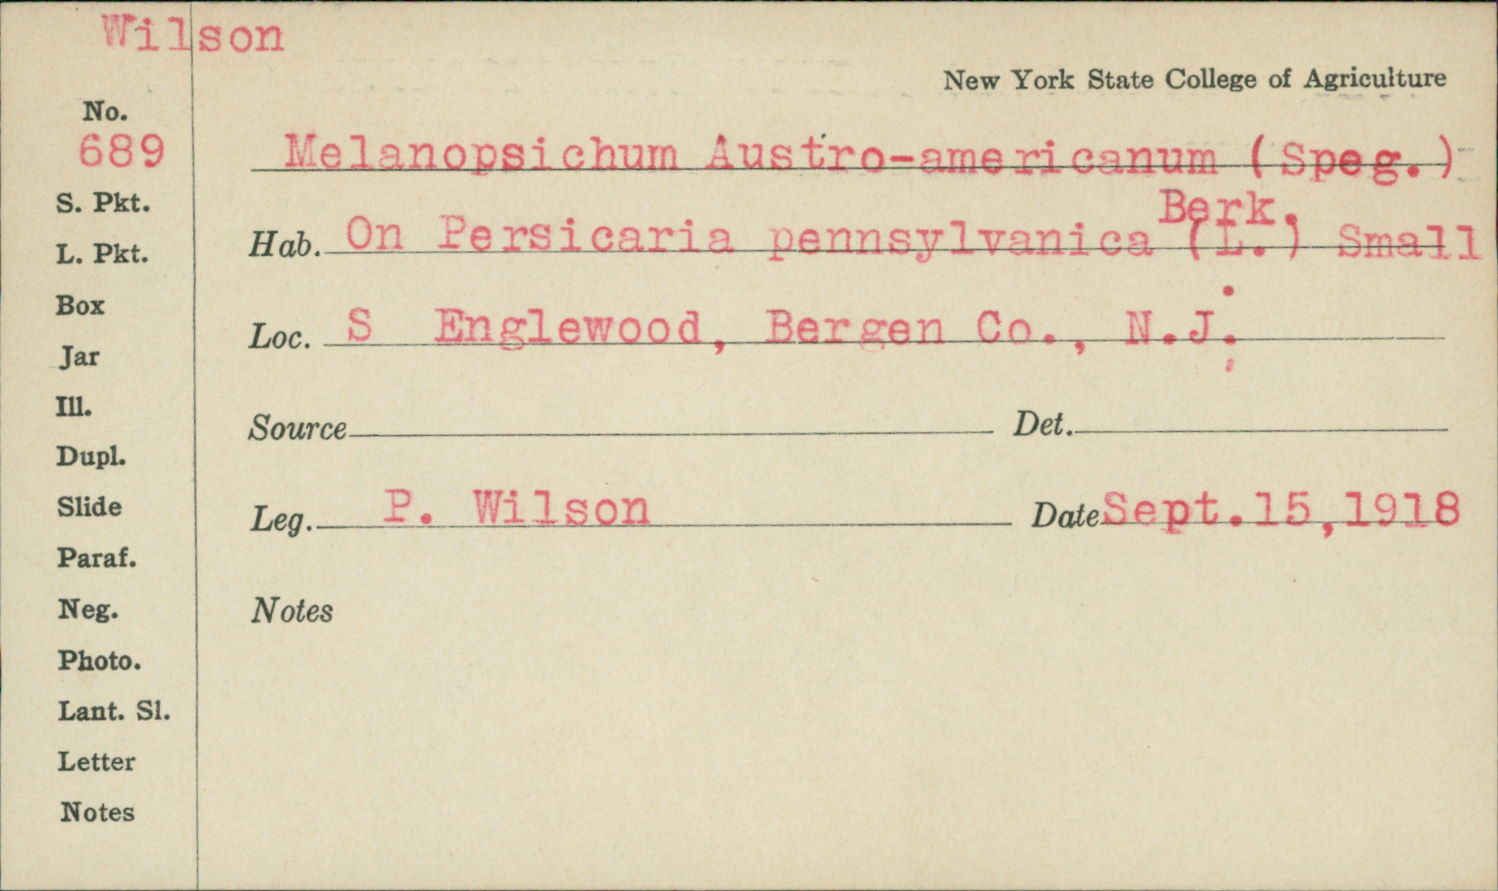 Wilson
New York State College of Agriculture
No.
689
Melanopsichum Austro-americanum (Speg.)
Berk.
S. Pkt.
Hab. On Persicaria pennsylvanica (L.) Small
L. Pkt.
Box
Loc. S Englewood, Bergen Co., N.J.
Jar
Ill.
Source Det.
Dupl.
Slide
Leg. P. Wilson Date Sept.15,1918
Paraf.
Neg.
Notes
Photo.
Lant. Sl.
Letter
Notes